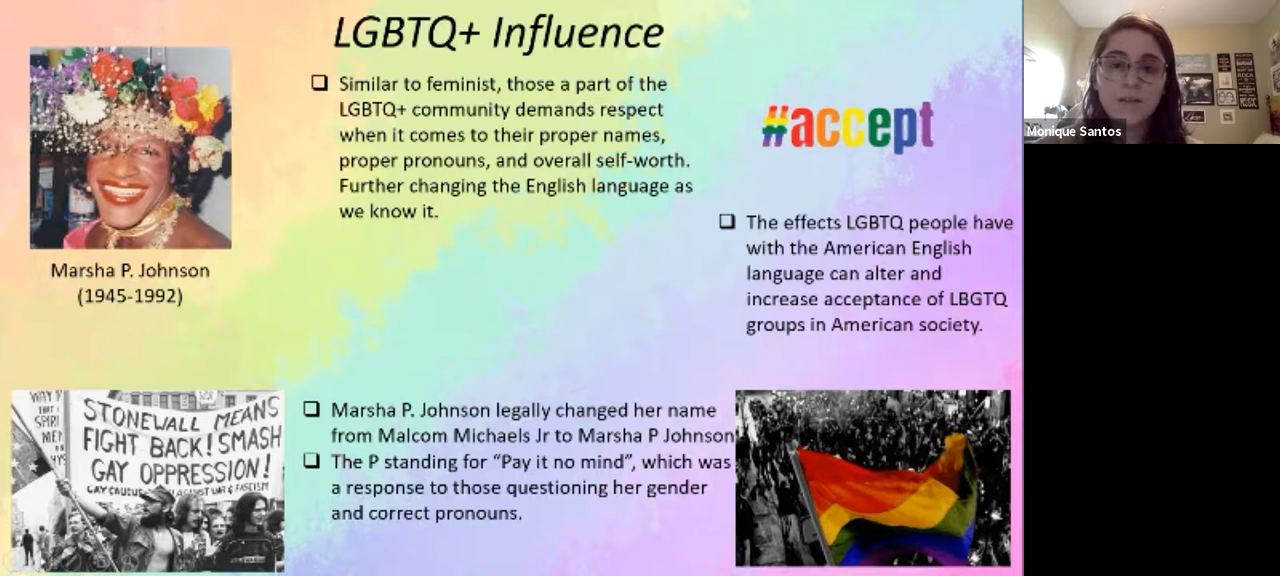 LGBTQ+ Influence
Similar to feminist, those a part of the
LGBTQ+ community demands respect
when it comes to their proper names,
proper pronouns, and overall self-worth.
Further changing the English language as
we know it.
#accept
The effects LGBTQ people have
with the American English
language can alter and
increase acceptance of LBGTQ
groups in American society.
Marsha P. Johnson
(1945-1992)
Marsha P. Johnson legally changed her name
from Malcom Michaels Jr to Marsha P Johnson
The P standing for “Pay it no mind”, which was
a response to those questioning her gender
and correct pronouns.
STONEWALL MEANS
FIGHT BACK! SMASH
GAY OPPRESSION!
GAY CAUCUS AGAINST WAR & FASCISM
Monique Santos